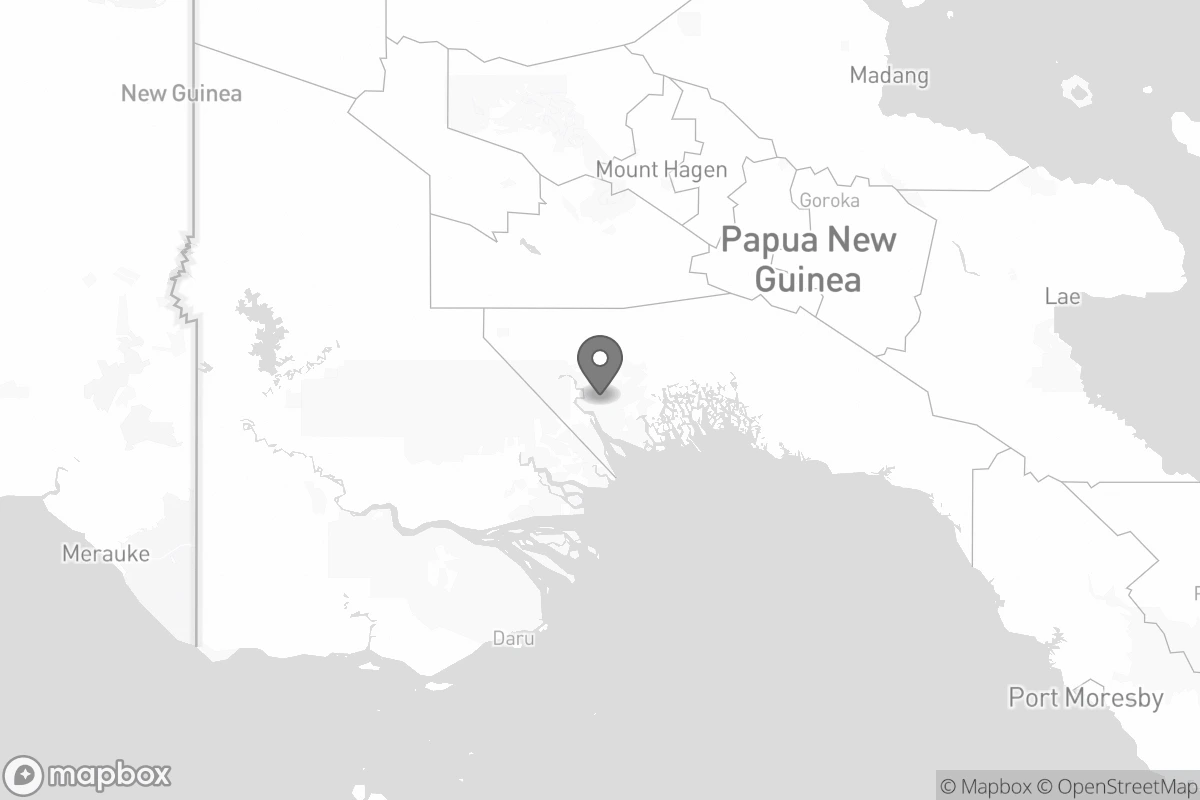 Madang
New Guinea
Mount Hagen
Goroka
Papua New
Guinea
Lae
Merauke
Daru
Port Moresby
mapbox
© Mapbox © OpenStreetMap